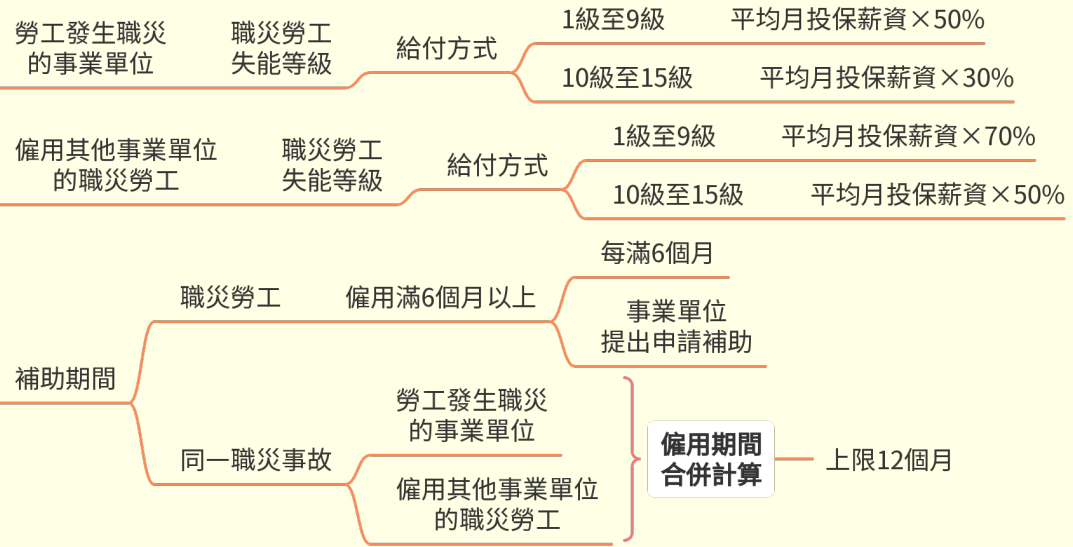 勞工發生職災
的事業單位
職災勞工
失能等級
給付方式
1級至9級
平均月投保薪資×50%
10級至15級
平均月投保薪資×30%
僱用其他事業單位
的職災勞工
職災勞工
失能等級
給付方式
1級至9級
平均月投保薪資×70%
10級至15級
平均月投保薪資×50%
補助期間
職災勞工
僱用滿6個月以上
每滿6個月
事業單位
提出申請補助
同一職災事故
勞工發生職災
的事業單位
僱用其他事業單位
的職災勞工
僱用期間
合併計算
上限12個月